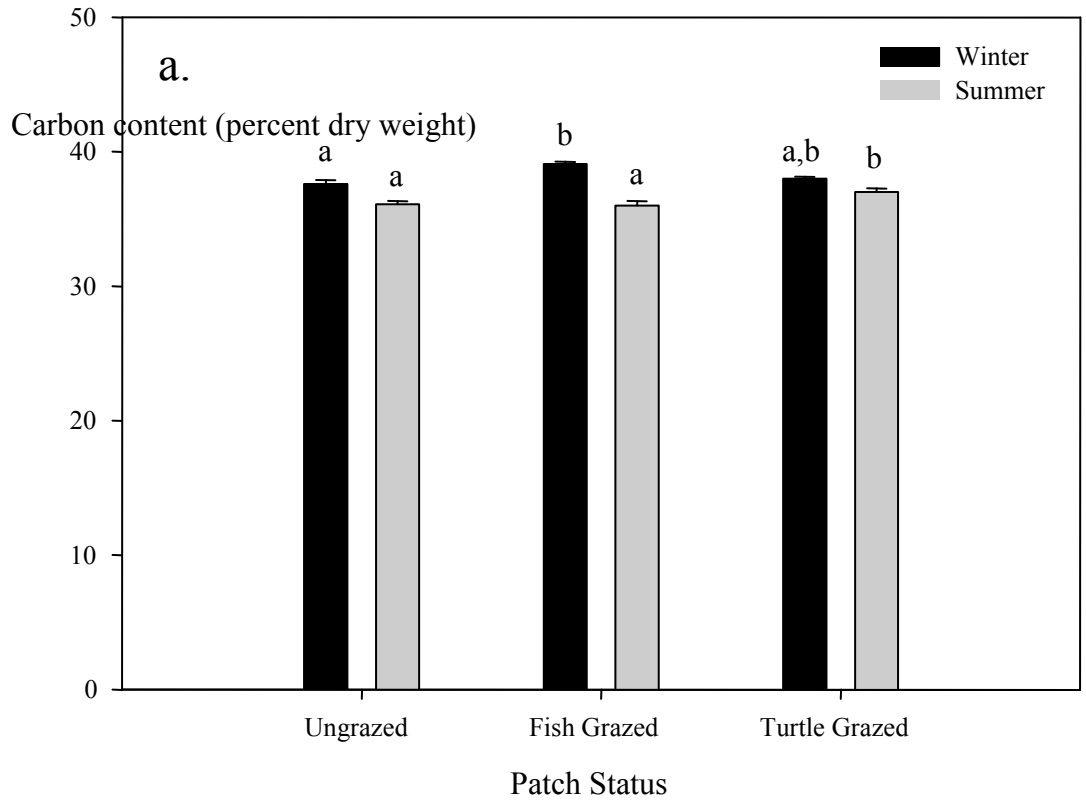 50
a.
Winter
Summer
Carbon content (percent dry weight)
40
a
a
b
a
a,b
b
30
20
10
0
Ungrazed
Fish Grazed
Turtle Grazed
Patch Status